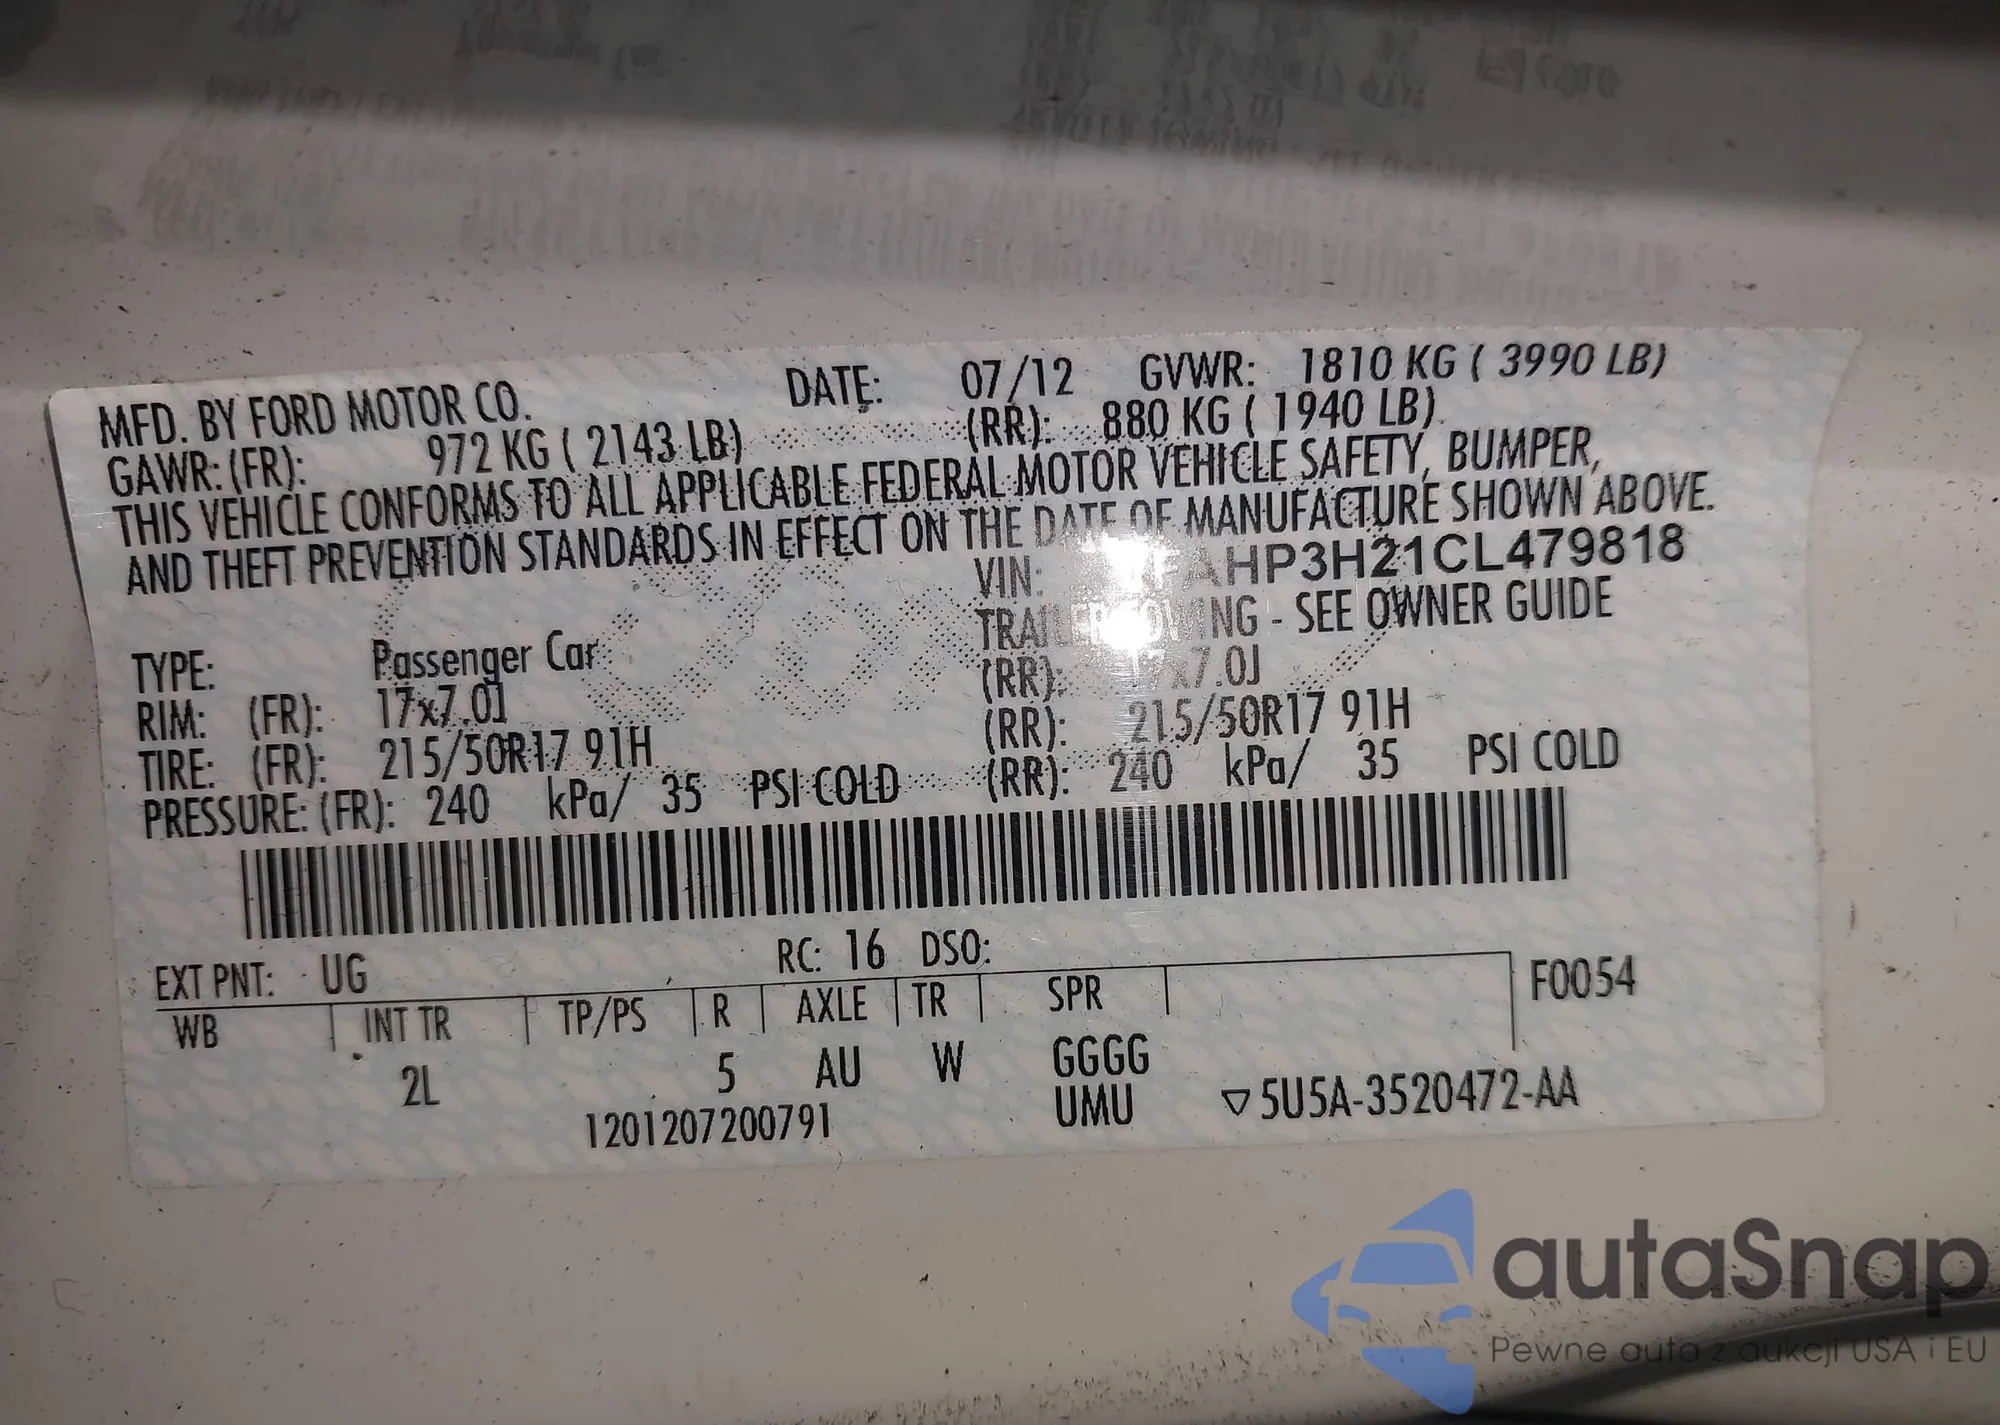 MFD. BY FORD MOTOR CO. DATE: 07/12 GVWR: 1810 KG ( 3990 LB)
GAWR: (FR): 972 KG ( 2143 LB) (RR): 880 KG ( 1940 LB)
THIS VEHICLE CONFORMS TO ALL APPLICABLE FEDERAL MOTOR VEHICLE SAFETY, BUMPER,
AND THEFT PREVENTION STANDARDS IN EFFECT ON THE DATE OF MANUFACTURE SHOWN ABOVE.
VIN: FAHP3H21CL479818
TYPE: Passenger Car TRAILER TOWING - SEE OWNER GUIDE
RIM: (FR): 17x7.0J (RR): 17x7.0J
TIRE: (FR): 215/50R17 91H (RR): 215/50R17 91H
PRESSURE: (FR): 240 kPa/ 35 PSI COLD (RR): 240 kPa/ 35 PSI COLD
EXT PNT: UG RC: 16 DSO:
WB INT TR TP/PS R AXLE TR SPR F0054
2L 5 AU W GGGG
1201207200791 UMU ▽5U5A-3520472-AA
autaSnap
Pewne auta z aukcji USA i EU